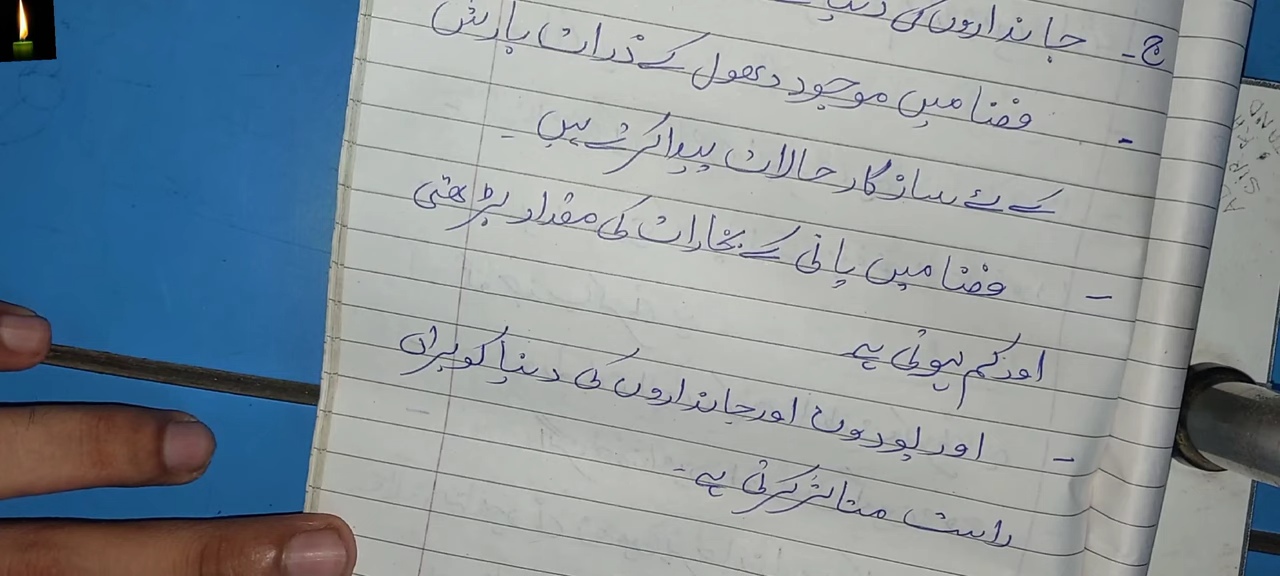 ج- جانداروں کی
- فضا میں موجود دھول کے ذرات بارش
کے لئے سازگار حالات پیدا کرتے ہیں -
- فضا میں پانی کے بخارات کی مقدار بڑھتی
اور کم ہوتی ہے
- اور پودوں اور جانداروں کی دنیا کو براہ
راست متاثر کرتی ہے -